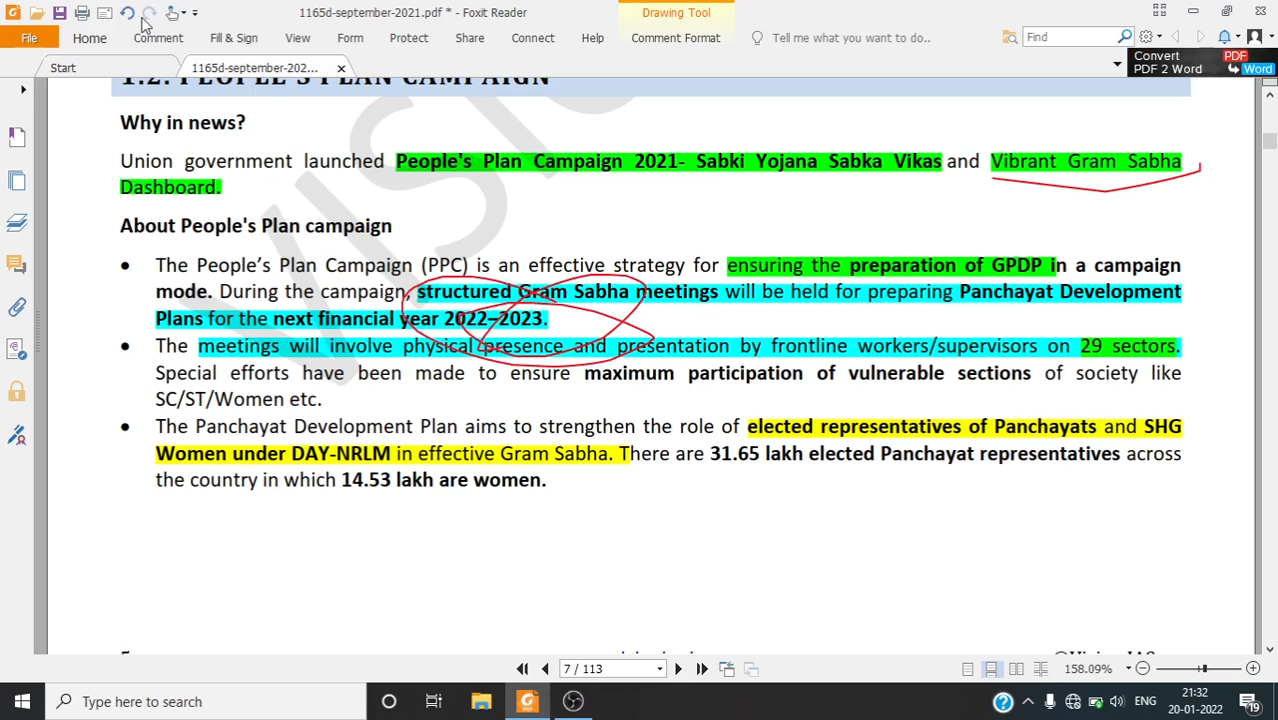 1165d-september-2021.pdf * - Foxit Reader
Drawing Tool
File Home Comment Fill & Sign View Form Protect Share Connect Help Comment Format Tell me what you want to do... Find
Start 1165d-september-202... Convert PDF
PDF 2 Word Word
1.2. PEOPLE'S PLAN CAMPAIGN
Why in news?
Union government launched People's Plan Campaign 2021- Sabki Yojana Sabka Vikas and Vibrant Gram Sabha
Dashboard.
About People's Plan campaign
• The People's Plan Campaign (PPC) is an effective strategy for ensuring the preparation of GPDP in a campaign
mode. During the campaign, structured Gram Sabha meetings will be held for preparing Panchayat Development
Plans for the next financial year 2022–2023.
• The meetings will involve physical presence and presentation by frontline workers/supervisors on 29 sectors.
Special efforts have been made to ensure maximum participation of vulnerable sections of society like
SC/ST/Women etc.
• The Panchayat Development Plan aims to strengthen the role of elected representatives of Panchayats and SHG
Women under DAY-NRLM in effective Gram Sabha. There are 31.65 lakh elected Panchayat representatives across
the country in which 14.53 lakh are women.
VISI
7 / 113 158.09%
Type here to search ENG 21:32
20-01-2022 19